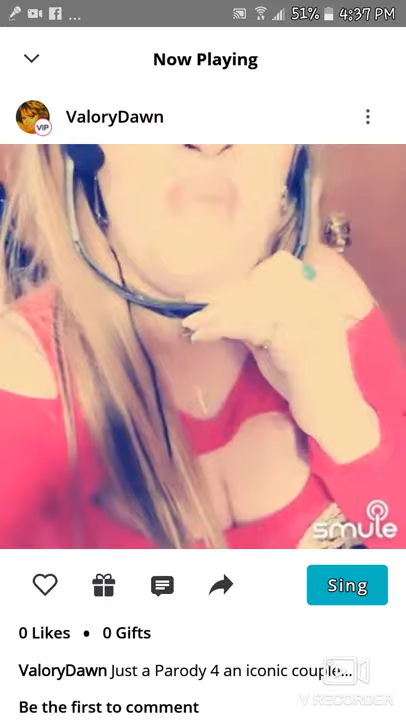 ... 51% 4:37 PM
Now Playing
ValoryDawn
VIP
smule
Sing
0 Likes • 0 Gifts
ValoryDawn Just a Parody 4 an iconic couple...
RECORDER
Be the first to comment